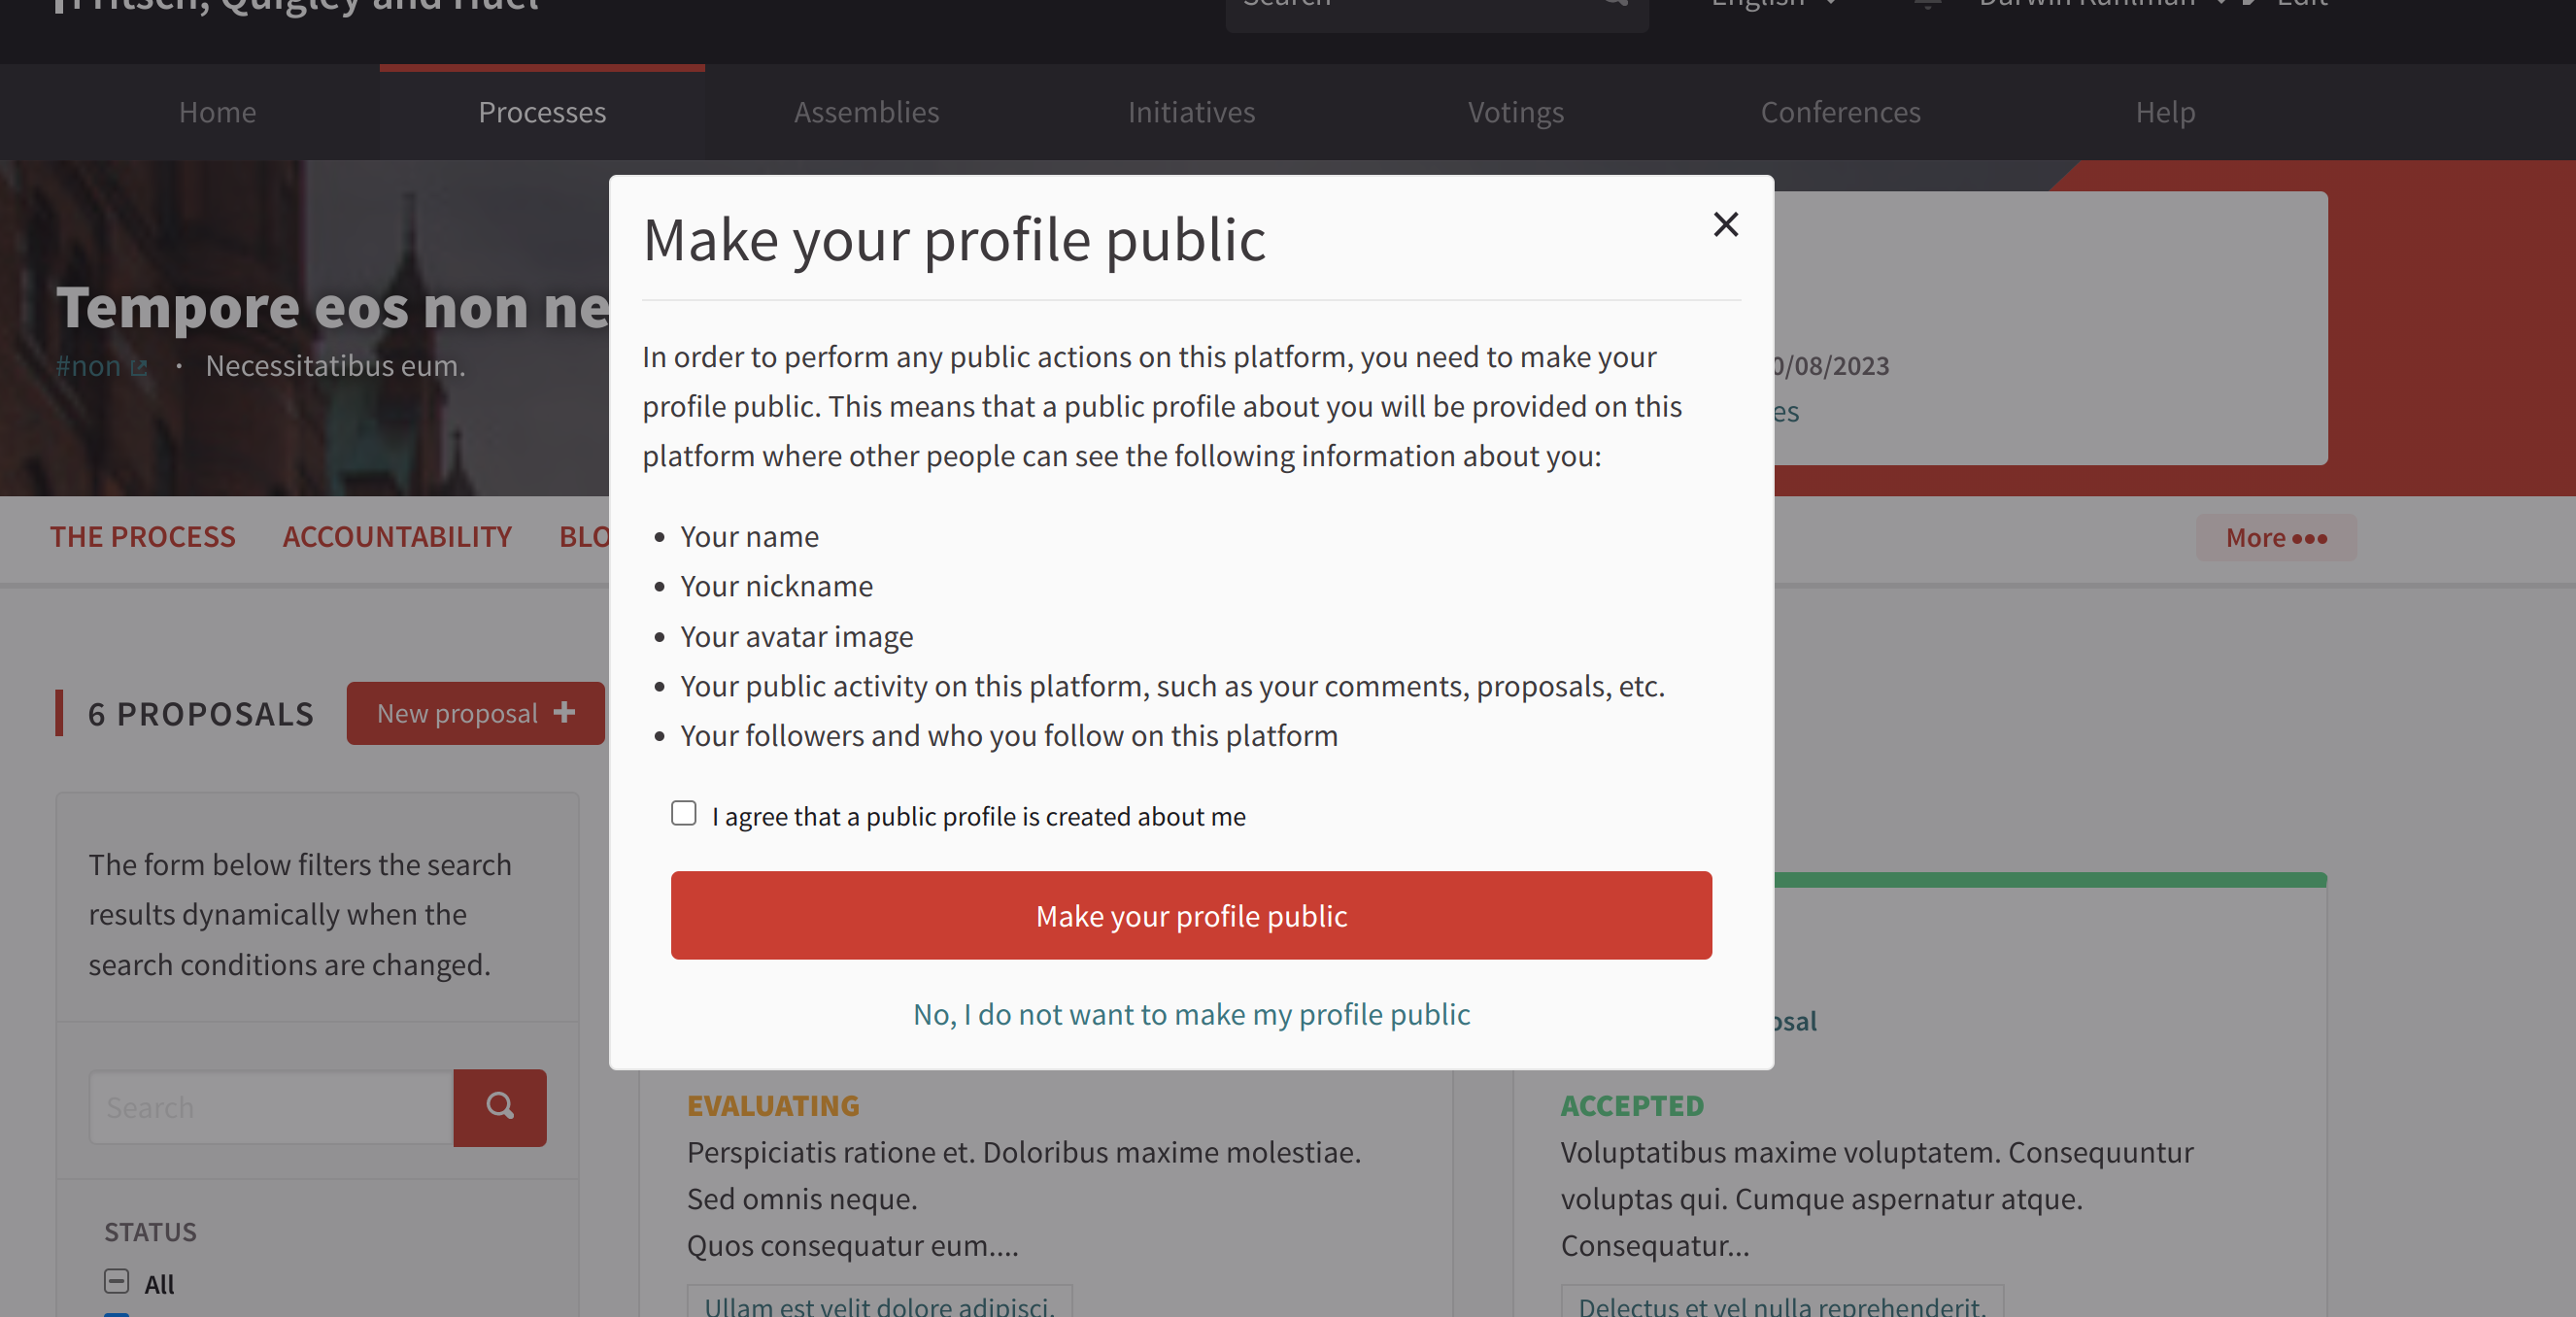 Fritsch, Quigley and Huel
Search
English
Darwin Kuhlman
Edit
Home
Processes
Assemblies
Initiatives
Votings
Conferences
Help
Tempore eos non ne
#non · Necessitatibus eum.
0/08/2023
es
THE PROCESS
ACCOUNTABILITY
BLO
More •••
Make your profile public
In order to perform any public actions on this platform, you need to make your
profile public. This means that a public profile about you will be provided on this
platform where other people can see the following information about you:
• Your name
• Your nickname
• Your avatar image
• Your public activity on this platform, such as your comments, proposals, etc.
• Your followers and who you follow on this platform
I agree that a public profile is created about me
Make your profile public
No, I do not want to make my profile public
6 PROPOSALS
New proposal
The form below filters the search
results dynamically when the
search conditions are changed.
Search
STATUS
All
EVALUATING
Perspiciatis ratione et. Doloribus maxime molestiae.
Sed omnis neque.
Quos consequatur eum....
Ullam est velit dolore adipisci.
osal
ACCEPTED
Voluptatibus maxime voluptatem. Consequuntur
voluptas qui. Cumque aspernatur atque.
Consequatur...
Delectus et vel nulla reprehenderit.